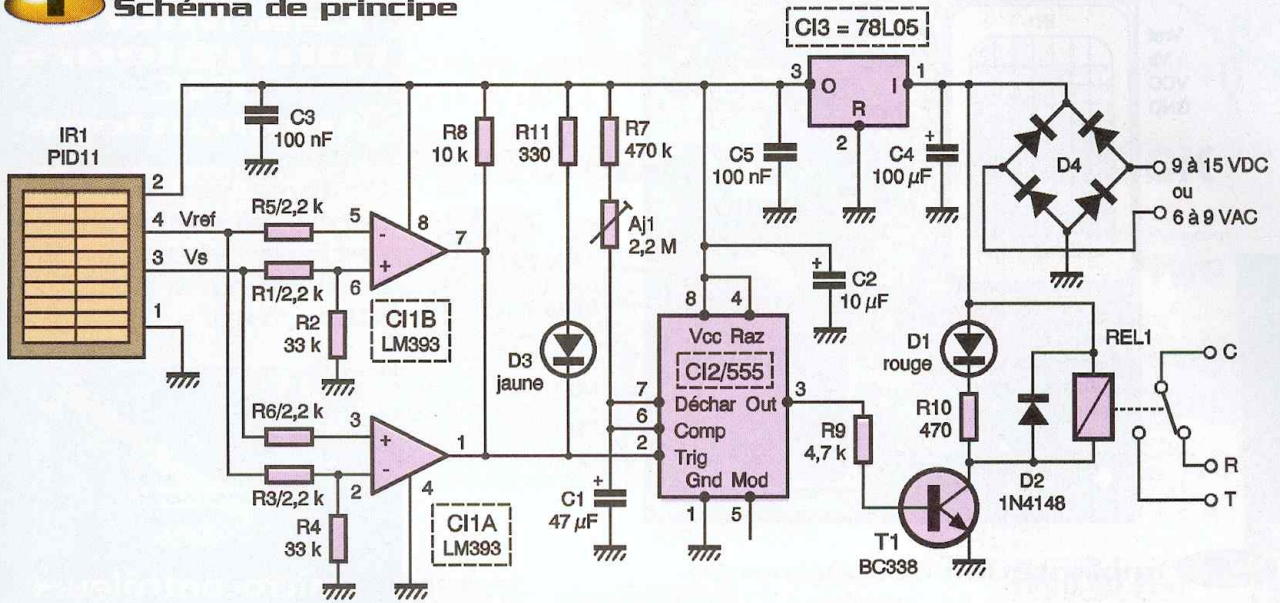 1
Schéma de principe
CI3 = 78L05
3
O
I
1
R
2
C3
100 nF
R8
10 k
R11
330
R7
470 k
C5
100 nF
C4
100 µF
+
D4
9 à 15 VDC
ou
6 à 9 VAC
IR1
PID11
2
4
Vref
3
Vs
1
R5/2,2 k
5
-
8
7
R1/2,2 k
+
6
R2
33 k
CI1B
LM393
Aj1
2,2 M
+
C2
10 µF
8
4
Vcc Raz
CI2/555
D3
jaune
7
Déchar Out
3
6
Comp
2
Trig
Gnd Mod
1
5
R6/2,2 k
3
+
1
R3/2,2 k
-
2
4
R4
33 k
CI1A
LM393
+
C1
47 µF
R9
4,7 k
D1
rouge
R10
470
REL1
C
R
T
D2
1N4148
T1
BC338